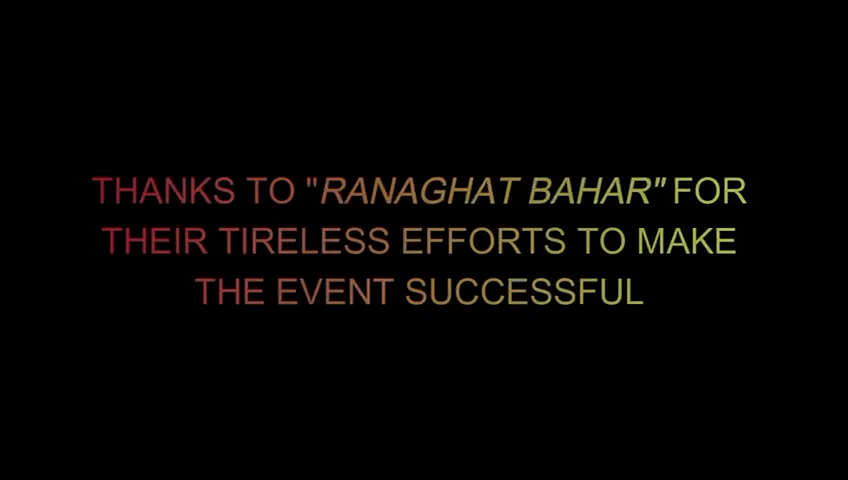 THANKS TO "RANAGHAT BAHAR" FOR
THEIR TIRELESS EFFORTS TO MAKE
THE EVENT SUCCESSFUL